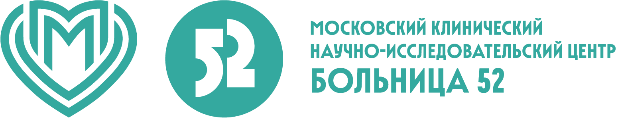 М
52
МОСКОВСКИЙ КЛИНИЧЕСКИЙ
НАУЧНО-ИССЛЕДОВАТЕЛЬСКИЙ ЦЕНТР
БОЛЬНИЦА 52